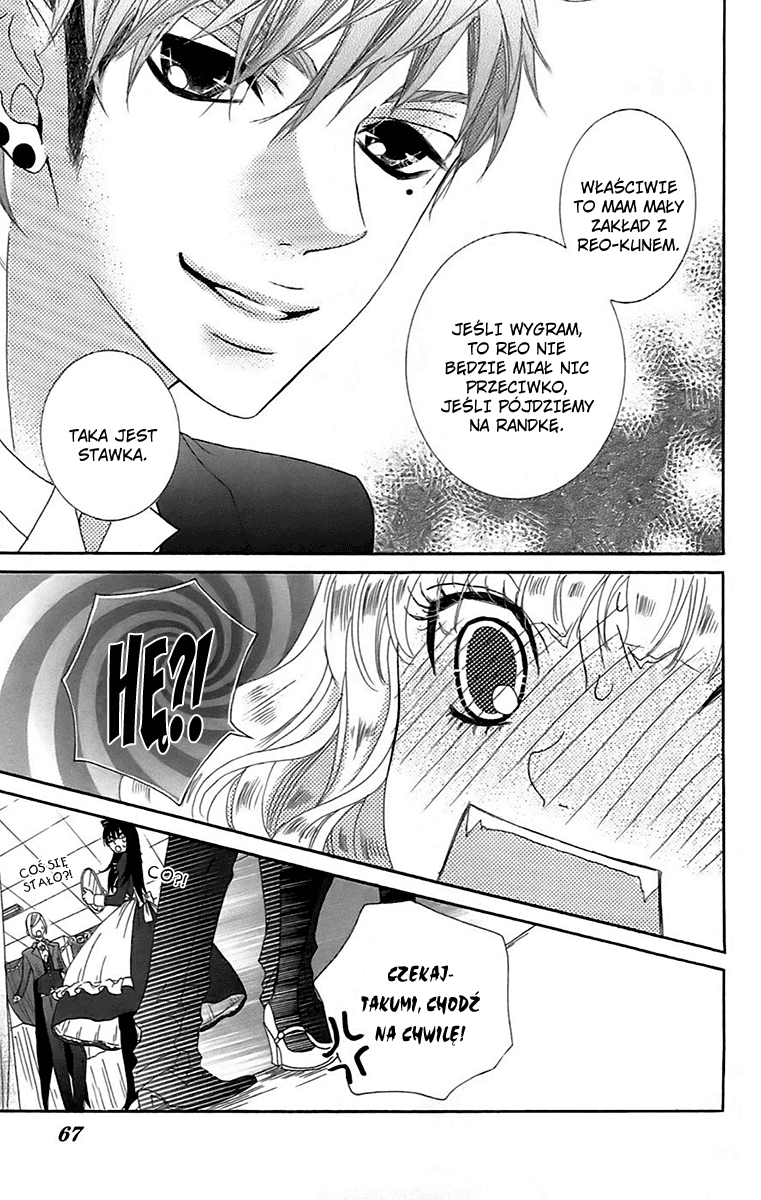 WŁAŚCIWIE
TO MAM MAŁY
ZAKŁAD Z
REO-KUNEM.
JEŚLI WYGRAM,
TO REO NIE
BĘDZIE MIAŁ NIC
PRZECIWKO,
JEŚLI PÓJDZIEMY
NA RANDKĘ.
TAKA JEST
STAWKA.
HĘ?!
COŚ SIĘ
STAŁO?!
CO?!
CZEKAJ-
TAKUMI, CHODŹ
NA CHWILĘ!
67